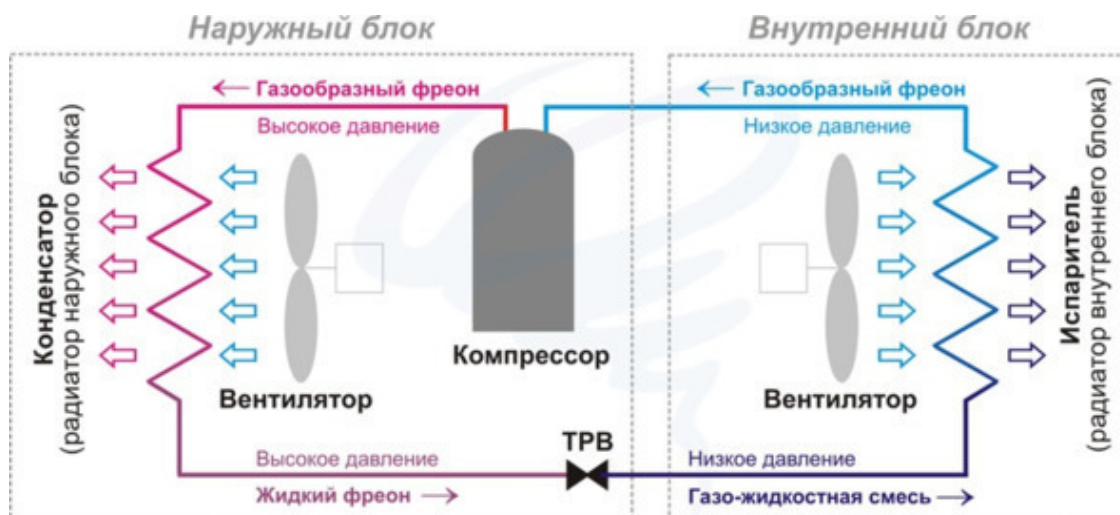 Наружный блок
Внутренний блок
Газообразный фреон
Высокое давление
Газообразный фреон
Низкое давление
Конденсатор
(радиатор наружного блока)
Вентилятор
Компрессор
Вентилятор
Испаритель
(радиатор внутреннего блока)
ТРВ
Высокое давление
Жидкий фреон
Низкое давление
Газо-жидкостная смесь